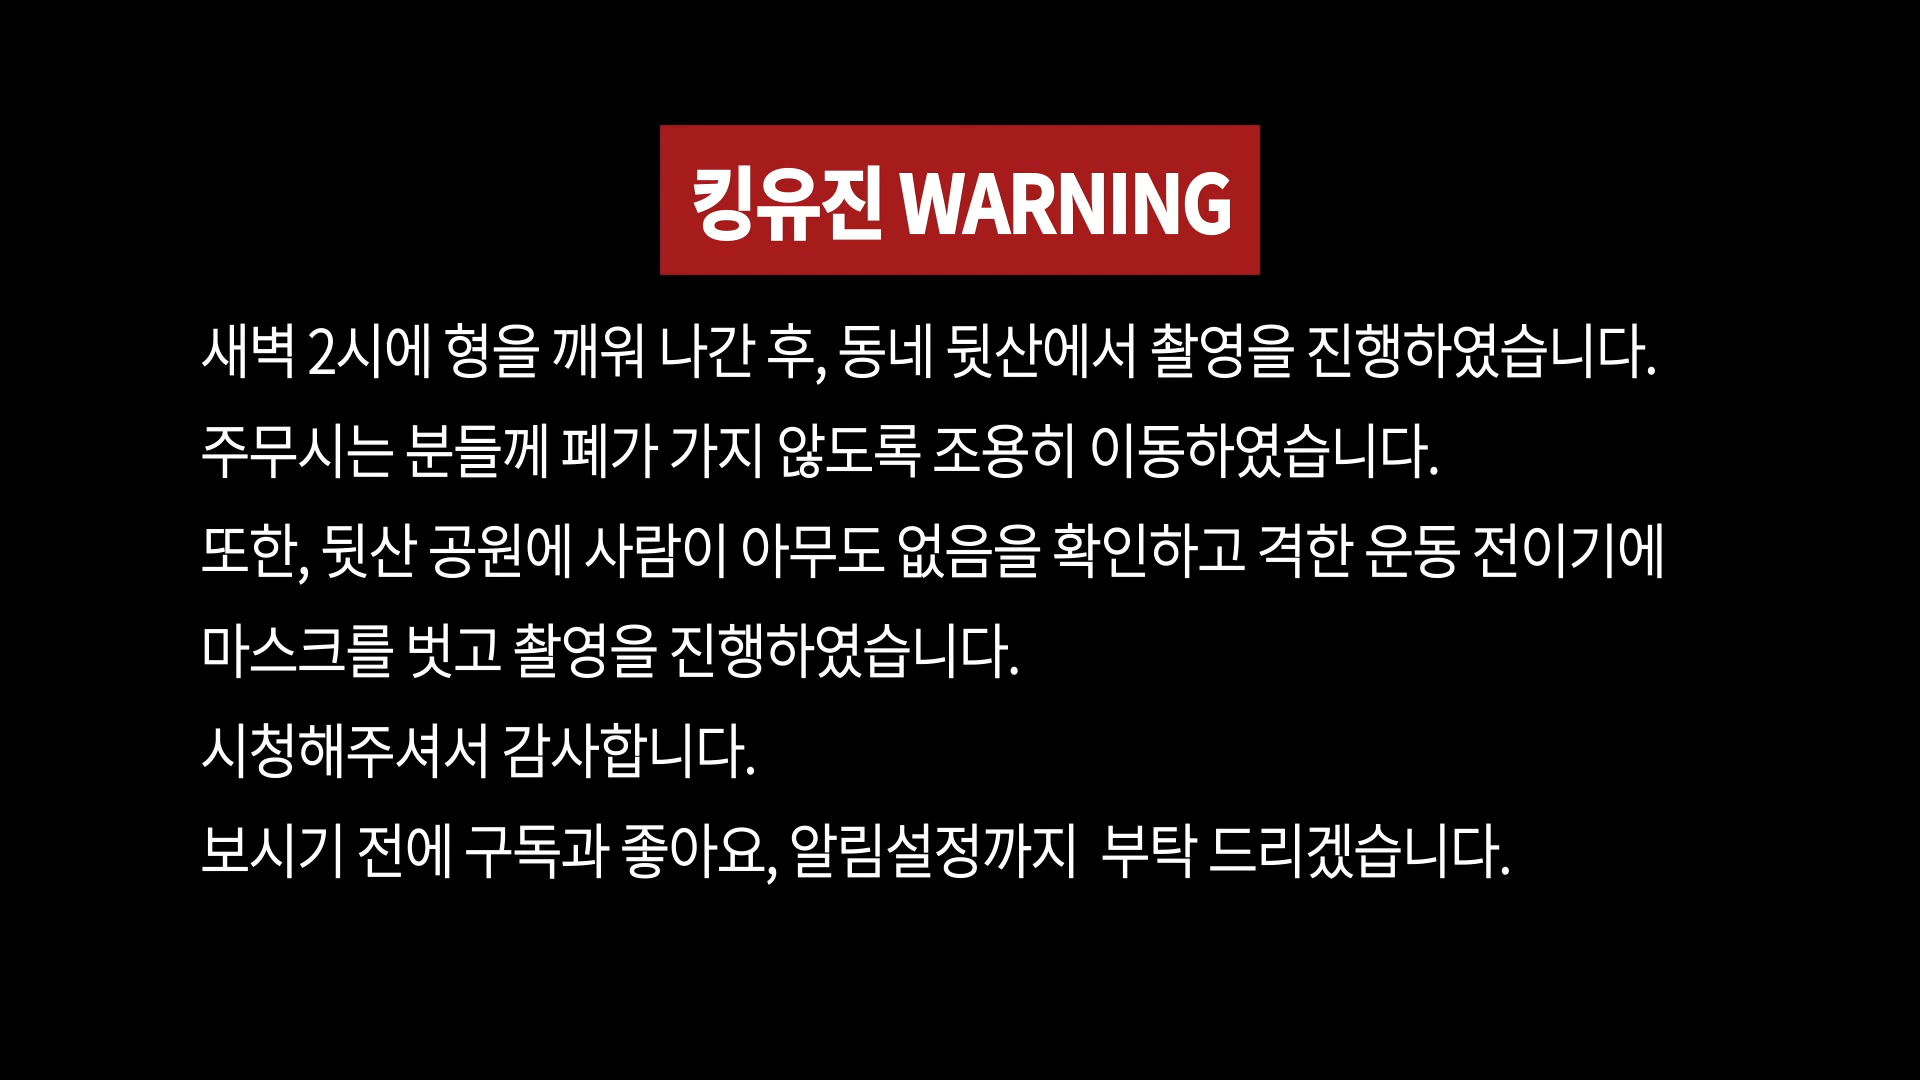 킹유진 WARNING
새벽 2시에 형을 깨워 나간 후, 동네 뒷산에서 촬영을 진행하였습니다.
주무시는 분들께 폐가 가지 않도록 조용히 이동하였습니다.
또한, 뒷산 공원에 사람이 아무도 없음을 확인하고 격한 운동 전이기에
마스크를 벗고 촬영을 진행하였습니다.
시청해주셔서 감사합니다.
보시기 전에 구독과 좋아요, 알림설정까지  부탁 드리겠습니다.